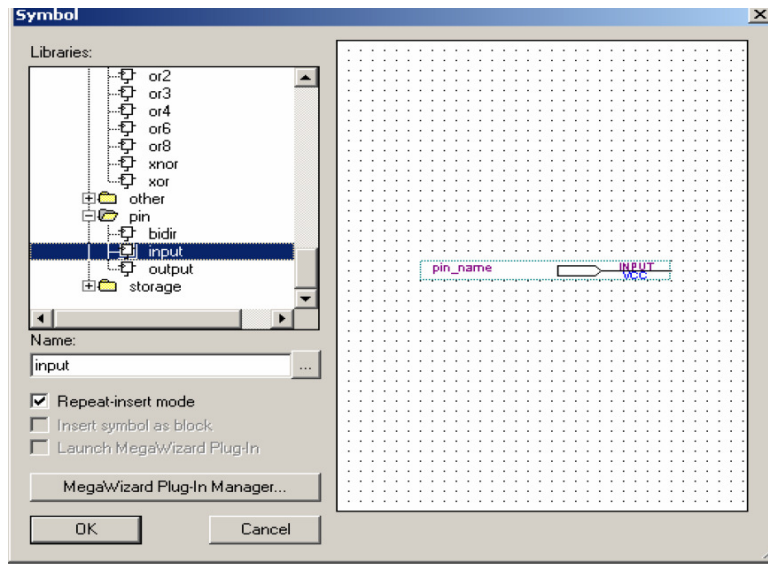 Symbol
Libraries:
or2
or3
or4
or6
or8
xnor
xor
other
pin
bidir
input
output
storage
Name:
input
...
Repeat-insert mode
Insert symbol as block
Launch MegaWizard Plug-In
MegaWizard Plug-In Manager...
OK
Cancel
pin_name
INPUT
VCC